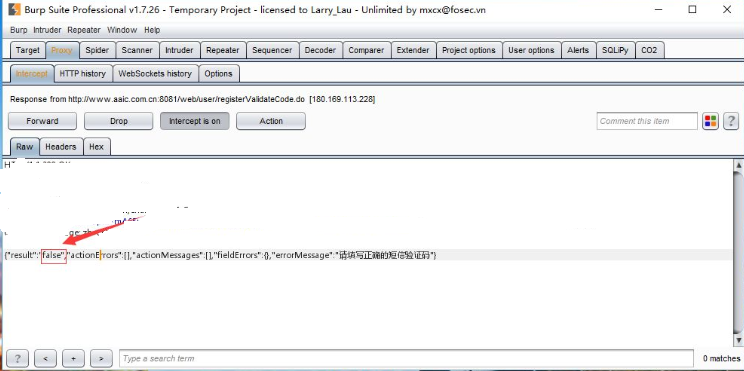 Burp Suite Professional v1.7.26 - Temporary Project - licensed to Larry_Lau - Unlimited by mxcx@fosec.vn
Burp Intruder Repeater Window Help
Target Proxy Spider Scanner Intruder Repeater Sequencer Decoder Comparer Extender Project options User options Alerts SQLiPy CO2
Intercept HTTP history WebSockets history Options
Response from http://www.aaic.com.cn:8081/web/user/registerValidateCode.do [180.169.113.228]
Forward Drop Intercept is on Action Comment this item ?
Raw Headers Hex
{"result":"false","actionErrors":[],"actionMessages":[],"fieldErrors":{},"errorMessage":"请填写正确的短信验证码"}
? < + > Type a search term 0 matches